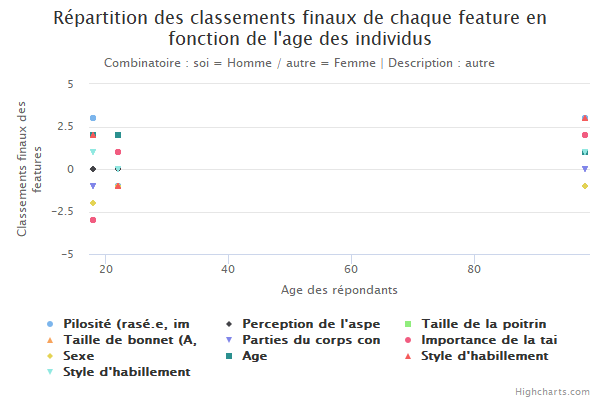 Répartition des classements finaux de chaque feature en
fonction de l'age des individus
Combinatoire : soi = Homme / autre = Femme | Description : autre
Classements finaux des
features
5
2.5
0
−2.5
−5
20
40
60
80
Age des répondants
Pilosité (rasé.e, im
Perception de l'aspe
Taille de la poitrin
Taille de bonnet (A,
Parties du corps con
Importance de la tai
Sexe
Age
Style d'habillement
Style d'habillement
Highcharts.com